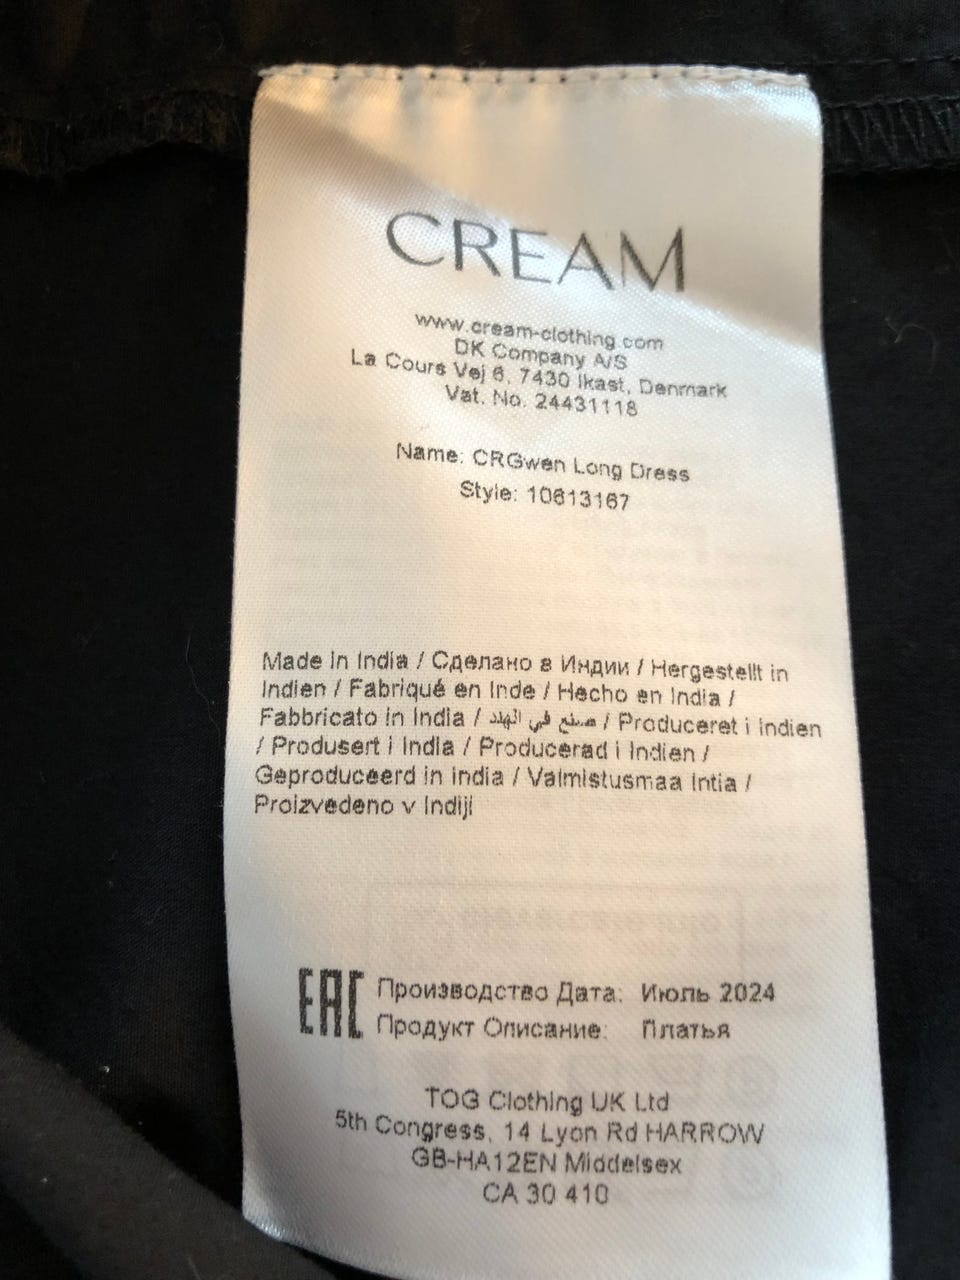 CREAM
www.cream-clothing.com
DK Company A/S
La Cours Vej 6, 7430 Ikast, Denmark
Vat. No. 24431118
Name: CRGwen Long Dress
Style: 10613167
Made in India / Сделано в Индии / Hergestellt in
Indien / Fabriqué en Inde / Hecho en India /
Fabbricato in India / صنع في الهند / Produceret i Indien
/ Produsert i India / Producerad i Indien /
Geproduceerd in India / Valmistusmaa Intia /
Proizvedeno v Indiji
EAC Производство Дата: Июль 2024
Продукт Описание: Платья
TOG Clothing UK Ltd
5th Congress, 14 Lyon Rd HARROW
GB-HA12EN Middelsex
CA 30 410